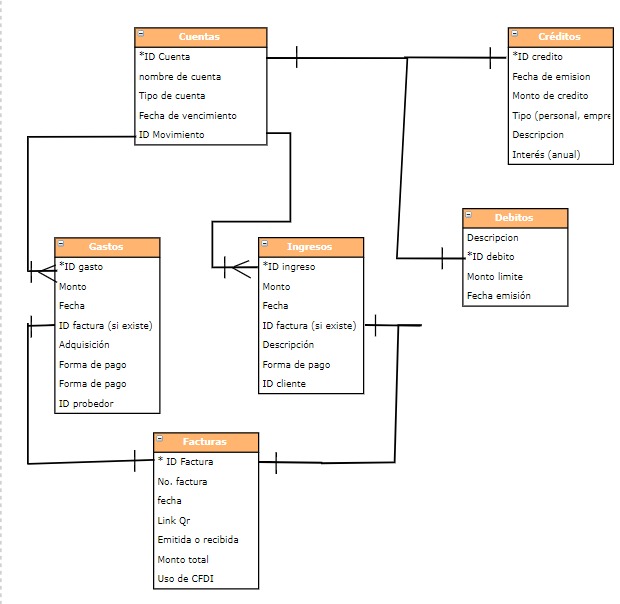 Cuentas
*ID Cuenta
nombre de cuenta
Tipo de cuenta
Fecha de vencimiento
ID Movimiento
Créditos
*ID credito
Fecha de emision
Monto de credito
Tipo (personal, empre
Descripcion
Interés (anual)
Debitos
Descripcion
*ID debito
Monto limite
Fecha emisión
Gastos
*ID gasto
Monto
Fecha
ID factura (si existe)
Adquisición
Forma de pago
Forma de pago
ID probedor
Ingresos
*ID ingreso
Monto
Fecha
ID factura (si existe)
Descripción
Forma de pago
ID cliente
Facturas
* ID Factura
No. factura
fecha
Link Qr
Emitida o recibida
Monto total
Uso de CFDI